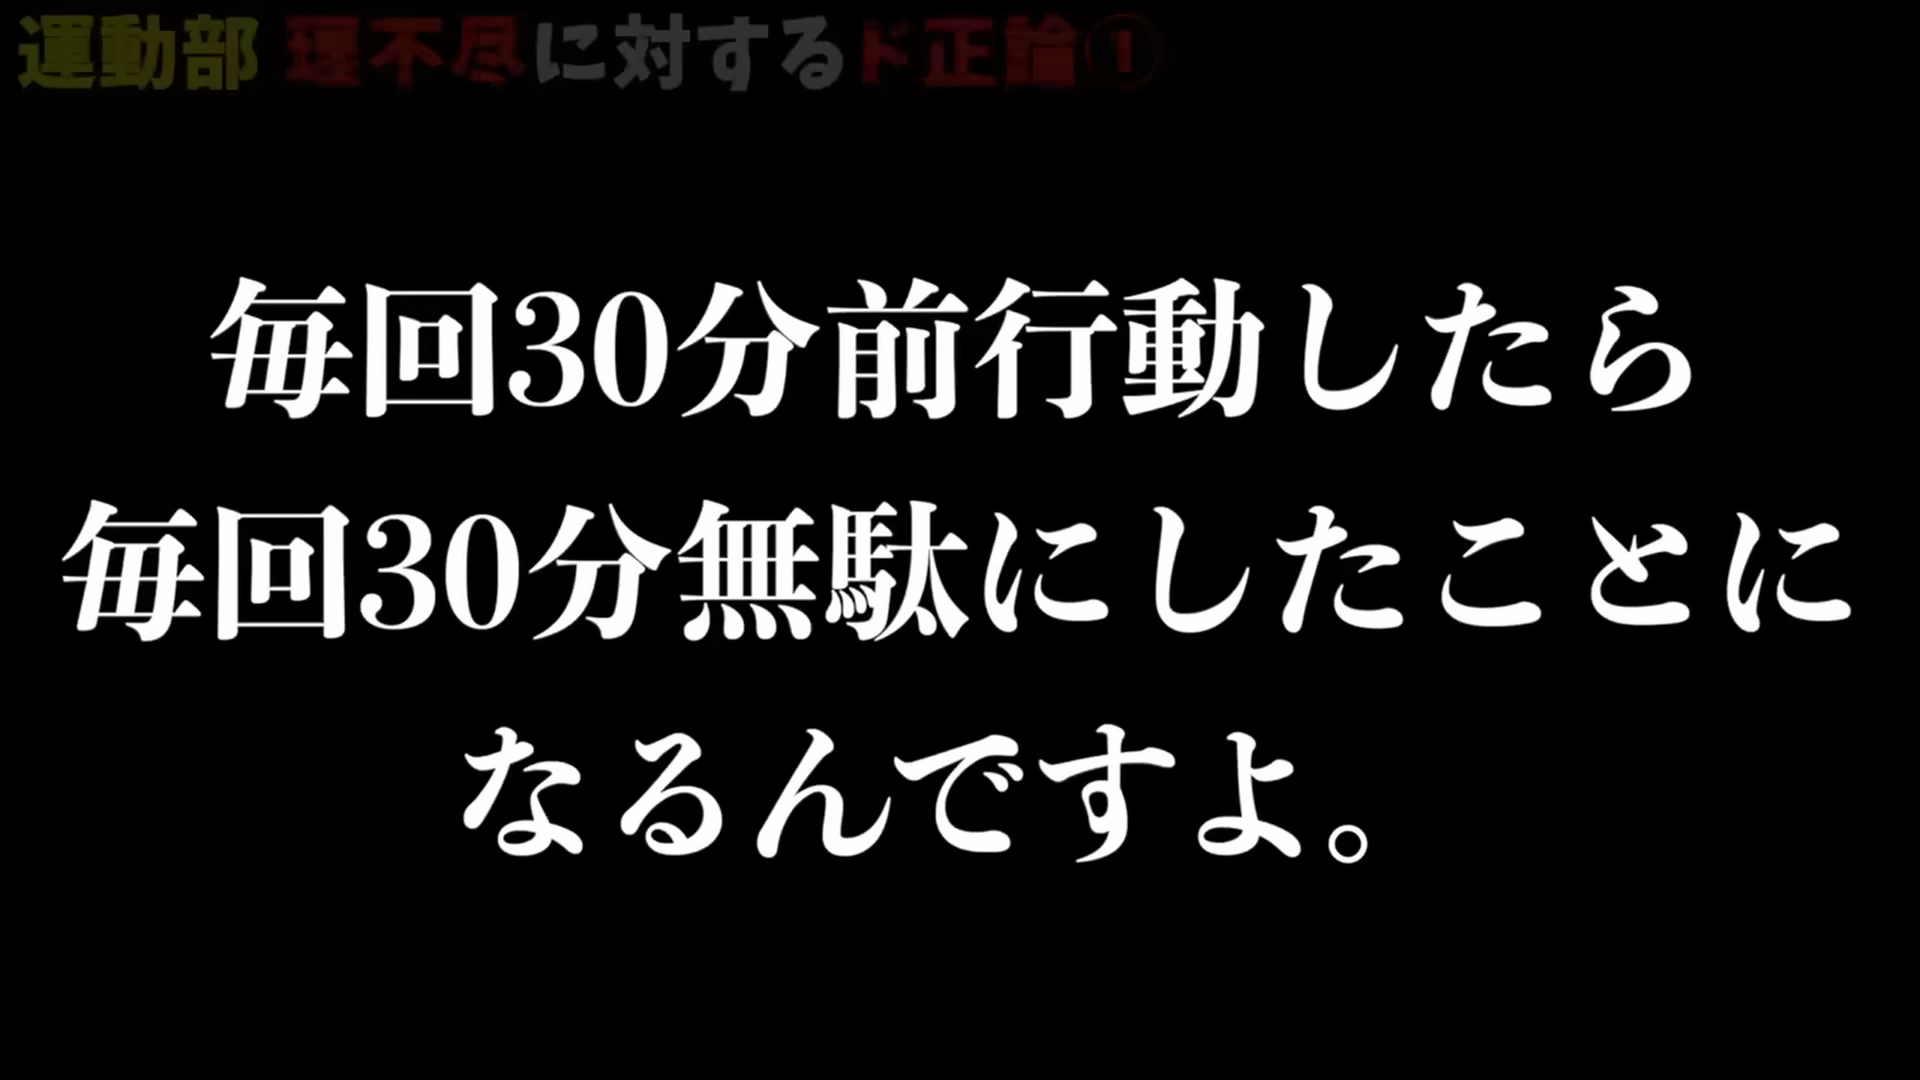 運動部 理不尽に対するド正論①
毎回30分前行動したら
毎回30分無駄にしたことに
なるんですよ。